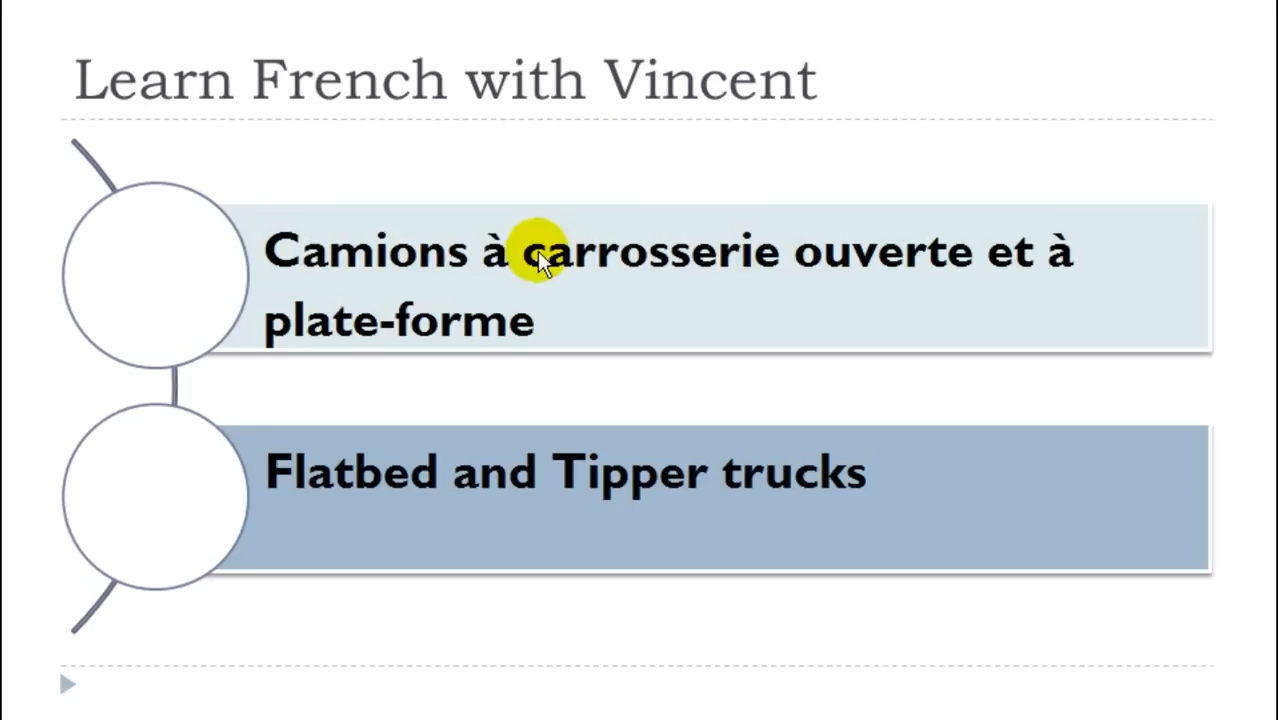 Learn French with Vincent
Camions à carrosserie ouverte et à
plate-forme
Flatbed and Tipper trucks